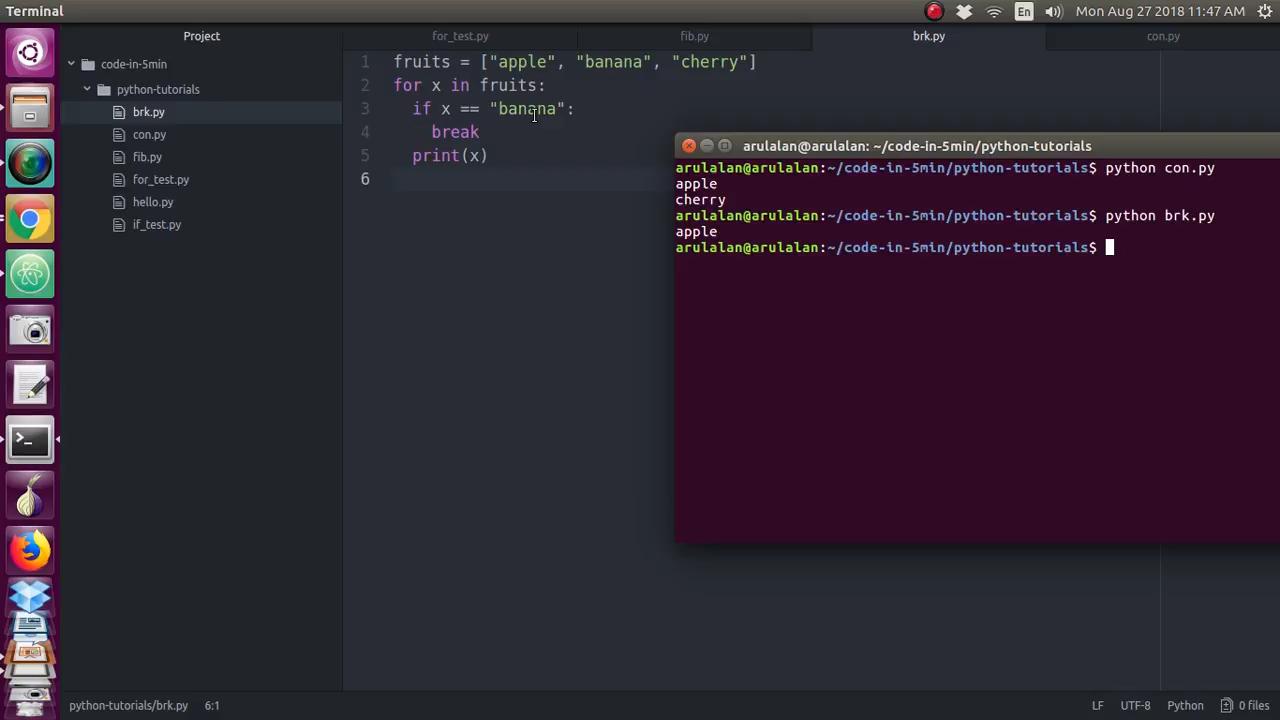 Terminal
En
Mon Aug 27 2018 11:47 AM
Project
for_test.py
fib.py
brk.py
con.py
code-in-5min
python-tutorials
brk.py
con.py
fib.py
for_test.py
hello.py
if_test.py
1 fruits = ["apple", "banana", "cherry"]
2 for x in fruits:
3 if x == "banana":
4 break
5 print(x)
6
arulalan@arulalan: ~/code-in-5min/python-tutorials
arulalan@arulalan:~/code-in-5min/python-tutorials$ python con.py
apple
cherry
arulalan@arulalan:~/code-in-5min/python-tutorials$ python brk.py
apple
arulalan@arulalan:~/code-in-5min/python-tutorials$
python-tutorials/brk.py 6:1
LF UTF-8 Python 0 files